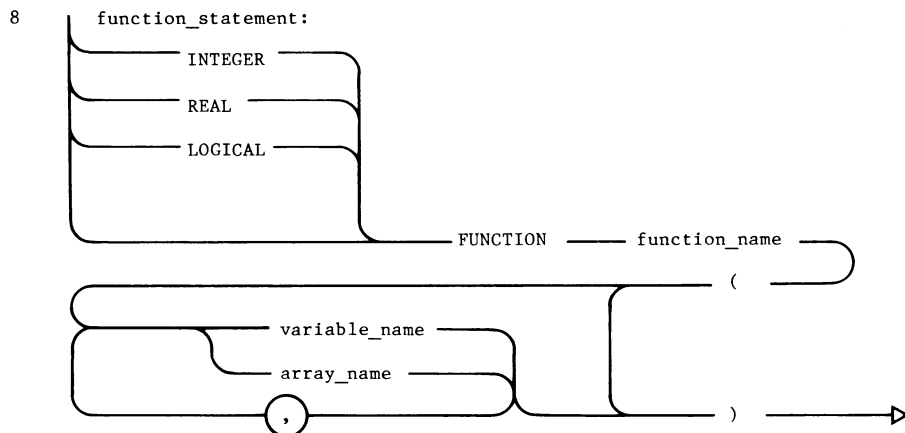 8 function_statement:
INTEGER
REAL
LOGICAL
FUNCTION function_name
(
variable_name
array_name
,
)